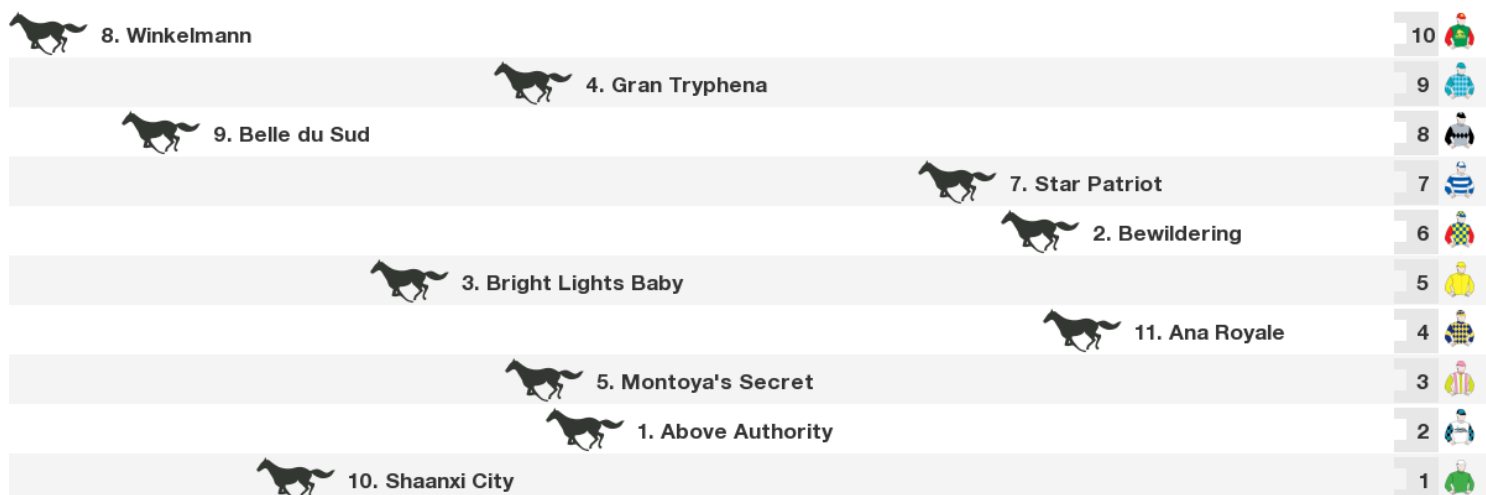 8. Winkelmann 10
4. Gran Tryphena 9
9. Belle du Sud 8
7. Star Patriot 7
2. Bewildering 6
3. Bright Lights Baby 5
11. Ana Royale 4
5. Montoya's Secret 3
1. Above Authority 2
10. Shaanxi City 1